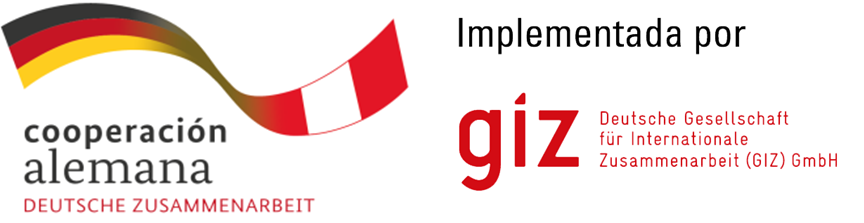 cooperación
alemana
DEUTSCHE ZUSAMMENARBEIT
Implementada por
giz
Deutsche Gesellschaft
für Internationale
Zusammenarbeit (GIZ) GmbH